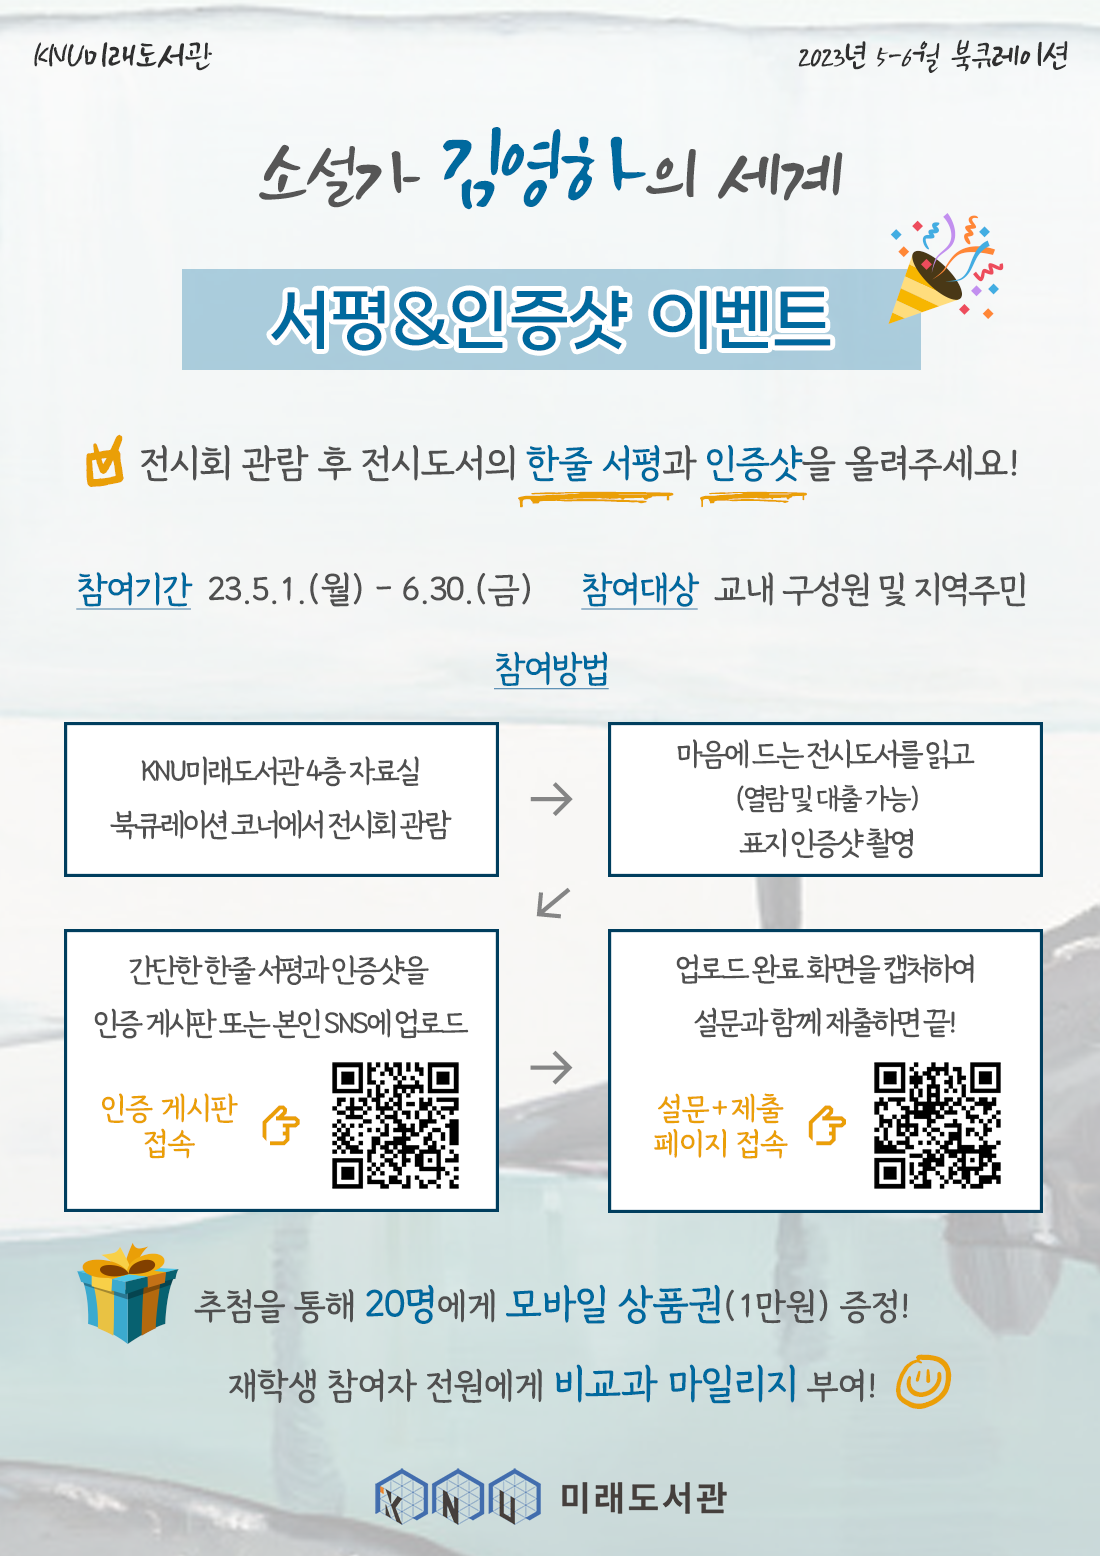 KNU미래도서관
2023년 5-6월 북큐레이션
소설가 김영하의 세계
서평&인증샷 이벤트
전시회 관람 후 전시도서의 한줄 서평과 인증샷을 올려주세요!
참여기간 23.5.1.(월) - 6.30.(금) 참여대상 교내 구성원 및 지역주민
참여방법
KNU미래도서관 4층 자료실
북큐레이션 코너에서 전시회 관람
마음에 드는 전시도서를 읽고
(열람 및 대출 가능)
표지 인증샷 촬영
간단한 한줄 서평과 인증샷을
인증 게시판 또는 본인 SNS에 업로드
인증 게시판
접속
업로드 완료 화면을 캡처하여
설문과 함께 제출하면 끝!
설문+제출
페이지 접속
추첨을 통해 20명에게 모바일 상품권(1만원) 증정!
재학생 참여자 전원에게 비교과 마일리지 부여!
KNU 미래도서관